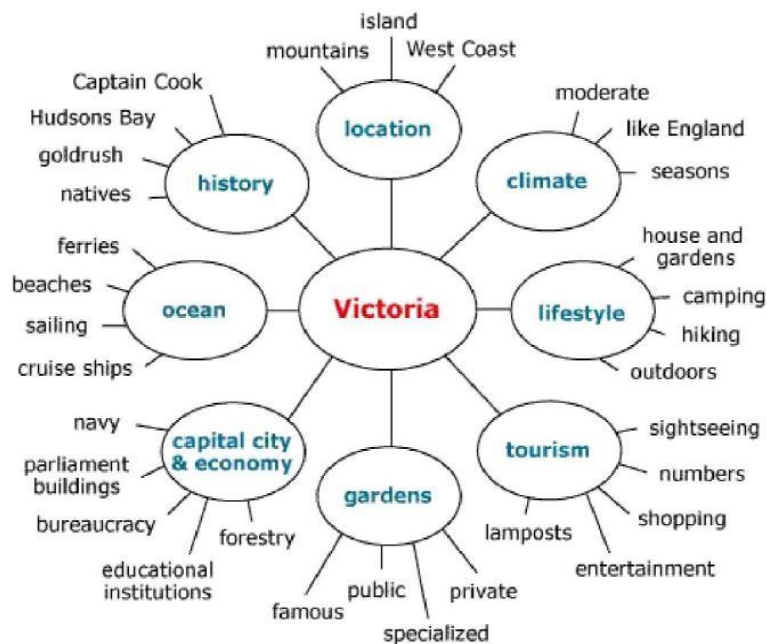 island
mountains
West Coast
location
Captain Cook
Hudsons Bay
goldrush
natives
history
moderate
like England
seasons
climate
ferries
beaches
sailing
cruise ships
ocean
Victoria
house and
gardens
camping
hiking
outdoors
lifestyle
navy
parliament
buildings
bureaucracy
educational
institutions
forestry
capital city
& economy
gardens
famous
public
specialized
private
tourism
sightseeing
numbers
shopping
entertainment
lamposts